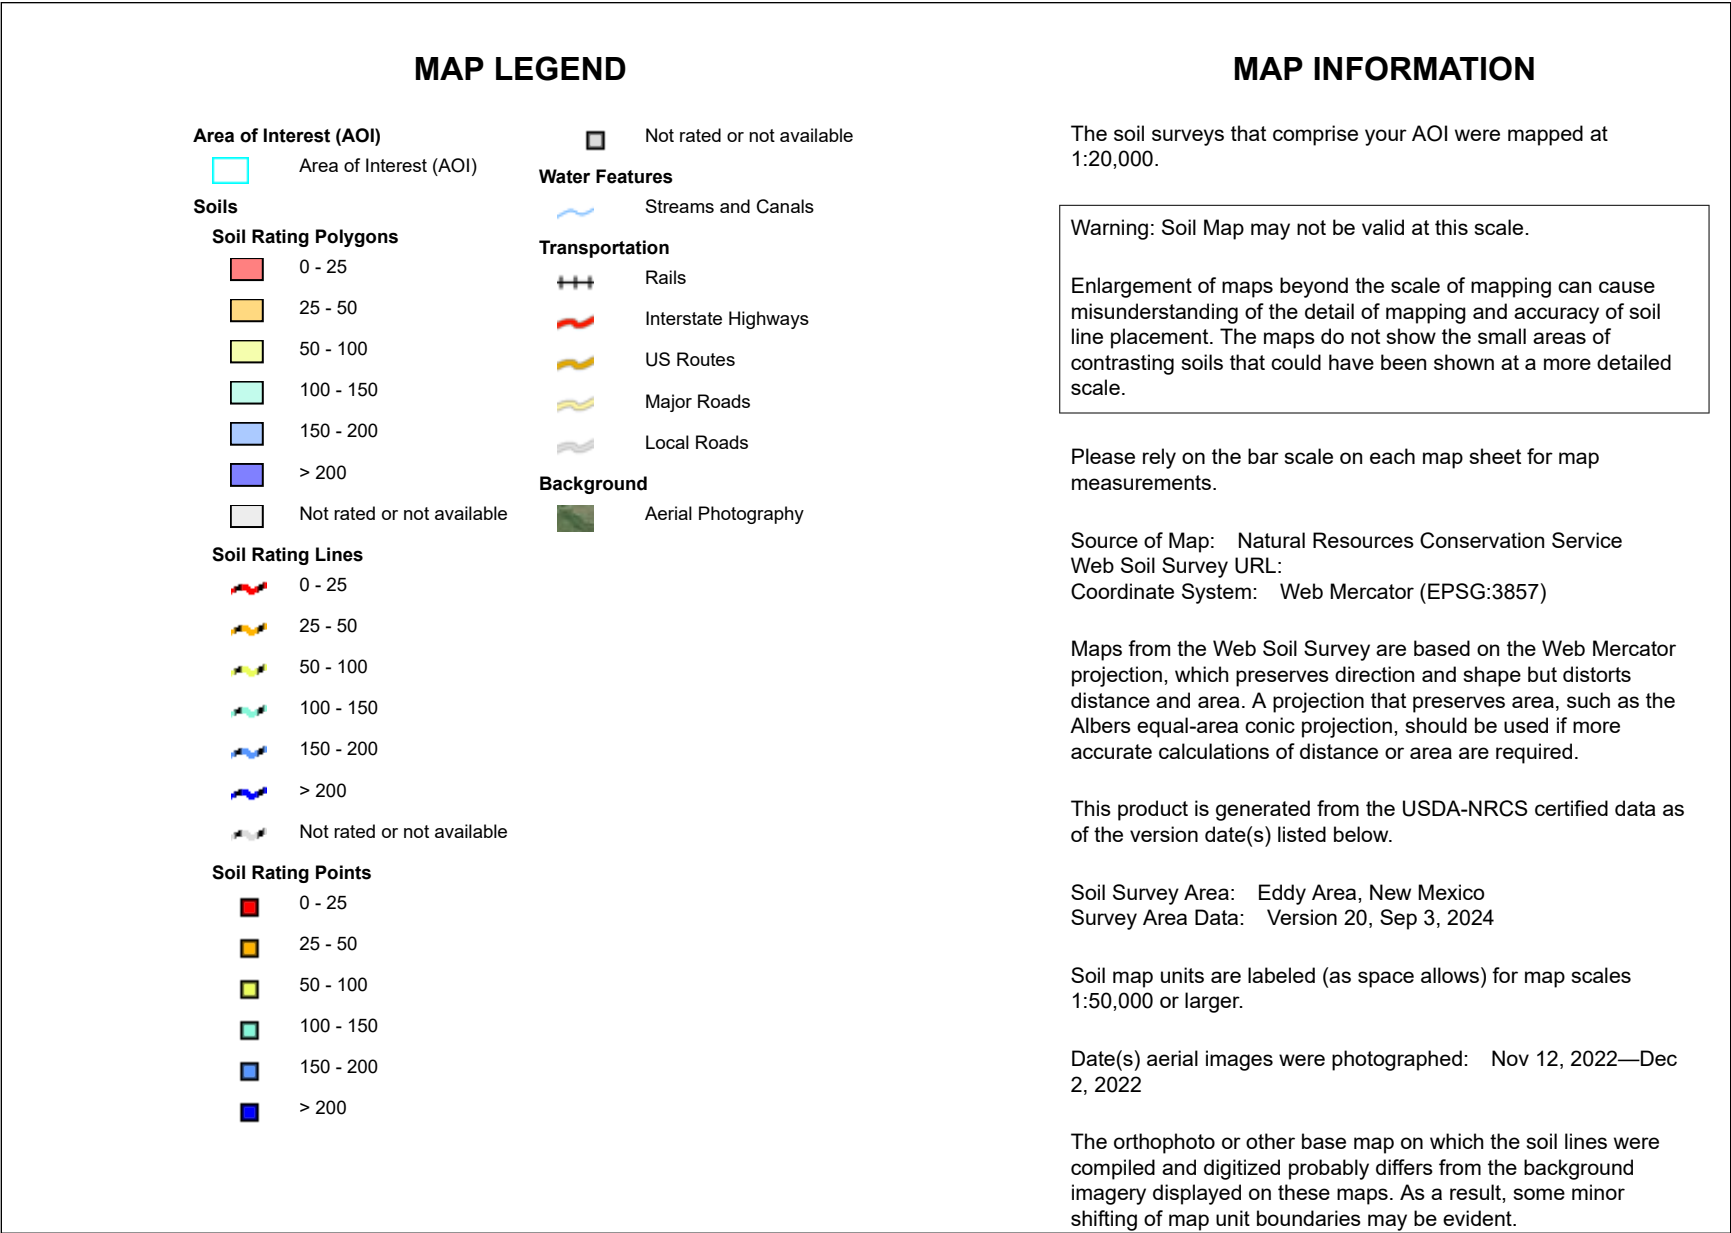 MAP LEGEND
Area of Interest (AOI)
Area of Interest (AOI)
Soils
Soil Rating Polygons
0 - 25
25 - 50
50 - 100
100 - 150
150 - 200
> 200
Not rated or not available
Soil Rating Lines
0 - 25
25 - 50
50 - 100
100 - 150
150 - 200
> 200
Not rated or not available
Soil Rating Points
0 - 25
25 - 50
50 - 100
100 - 150
150 - 200
> 200
Not rated or not available
Water Features
Streams and Canals
Transportation
Rails
Interstate Highways
US Routes
Major Roads
Local Roads
Background
Aerial Photography
MAP INFORMATION
The soil surveys that comprise your AOI were mapped at
1:20,000.
Warning: Soil Map may not be valid at this scale.
Enlargement of maps beyond the scale of mapping can cause
misunderstanding of the detail of mapping and accuracy of soil
line placement. The maps do not show the small areas of
contrasting soils that could have been shown at a more detailed
scale.
Please rely on the bar scale on each map sheet for map
measurements.
Source of Map: Natural Resources Conservation Service
Web Soil Survey URL:
Coordinate System: Web Mercator (EPSG:3857)
Maps from the Web Soil Survey are based on the Web Mercator
projection, which preserves direction and shape but distorts
distance and area. A projection that preserves area, such as the
Albers equal-area conic projection, should be used if more
accurate calculations of distance or area are required.
This product is generated from the USDA-NRCS certified data as
of the version date(s) listed below.
Soil Survey Area: Eddy Area, New Mexico
Survey Area Data: Version 20, Sep 3, 2024
Soil map units are labeled (as space allows) for map scales
1:50,000 or larger.
Date(s) aerial images were photographed: Nov 12, 2022—Dec
2, 2022
The orthophoto or other base map on which the soil lines were
compiled and digitized probably differs from the background
imagery displayed on these maps. As a result, some minor
shifting of map unit boundaries may be evident.